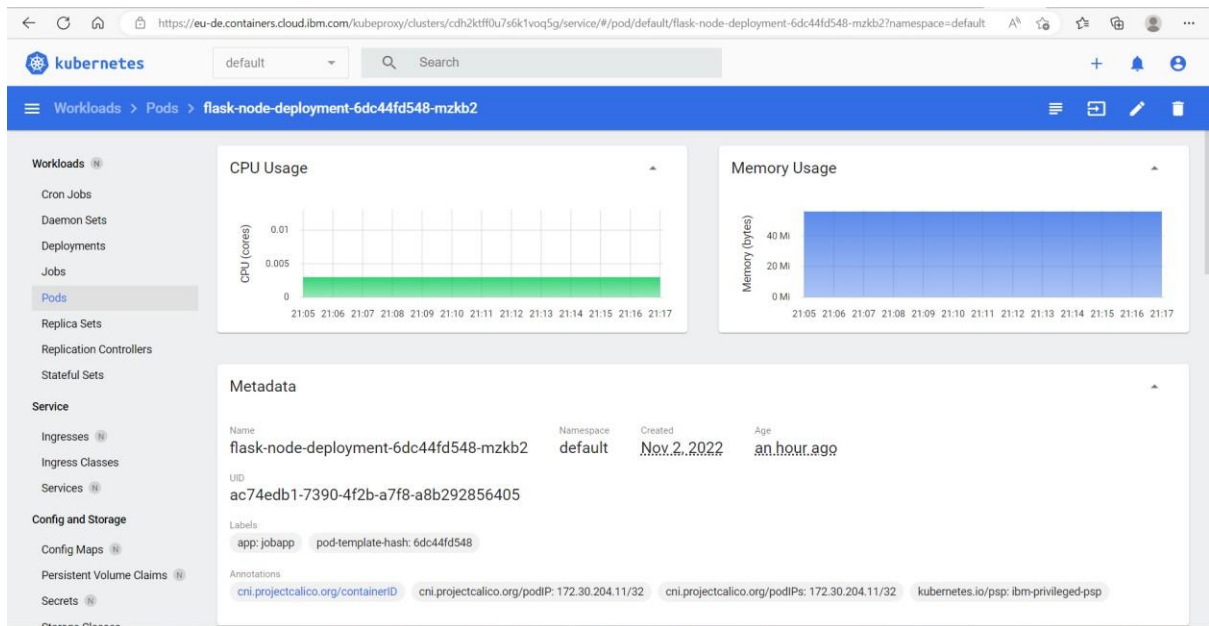 https://eu-de.containers.cloud.ibm.com/kubeproxy/clusters/cdh2ktff0u7s6k1voq5g/service/#/pod/default/flask-node-deployment-6dc44fd548-mzkb2?namespace=default
kubernetes
default
Search
Workloads > Pods > flask-node-deployment-6dc44fd548-mzkb2
Workloads N
Cron Jobs
Daemon Sets
Deployments
Jobs
Pods
Replica Sets
Replication Controllers
Stateful Sets
Service
Ingresses N
Ingress Classes
Services N
Config and Storage
Config Maps N
Persistent Volume Claims N
Secrets N
Storage Classes
CPU Usage
CPU (cores)
0.01
0.005
0
21:05 21:06 21:07 21:08 21:09 21:10 21:11 21:12 21:13 21:14 21:15 21:16 21:17
Memory Usage
Memory (bytes)
40 Mi
20 Mi
0 Mi
21:05 21:06 21:07 21:08 21:09 21:10 21:11 21:12 21:13 21:14 21:15 21:16 21:17
Metadata
Name Namespace Created Age
flask-node-deployment-6dc44fd548-mzkb2 default Nov 2, 2022 an hour ago
UID
ac74edb1-7390-4f2b-a7f8-a8b292856405
Labels
app: jobapp pod-template-hash: 6dc44fd548
Annotations
cni.projectcalico.org/containerID cni.projectcalico.org/podIP: 172.30.204.11/32 cni.projectcalico.org/podIPs: 172.30.204.11/32 kubernetes.io/psp: ibm-privileged-psp